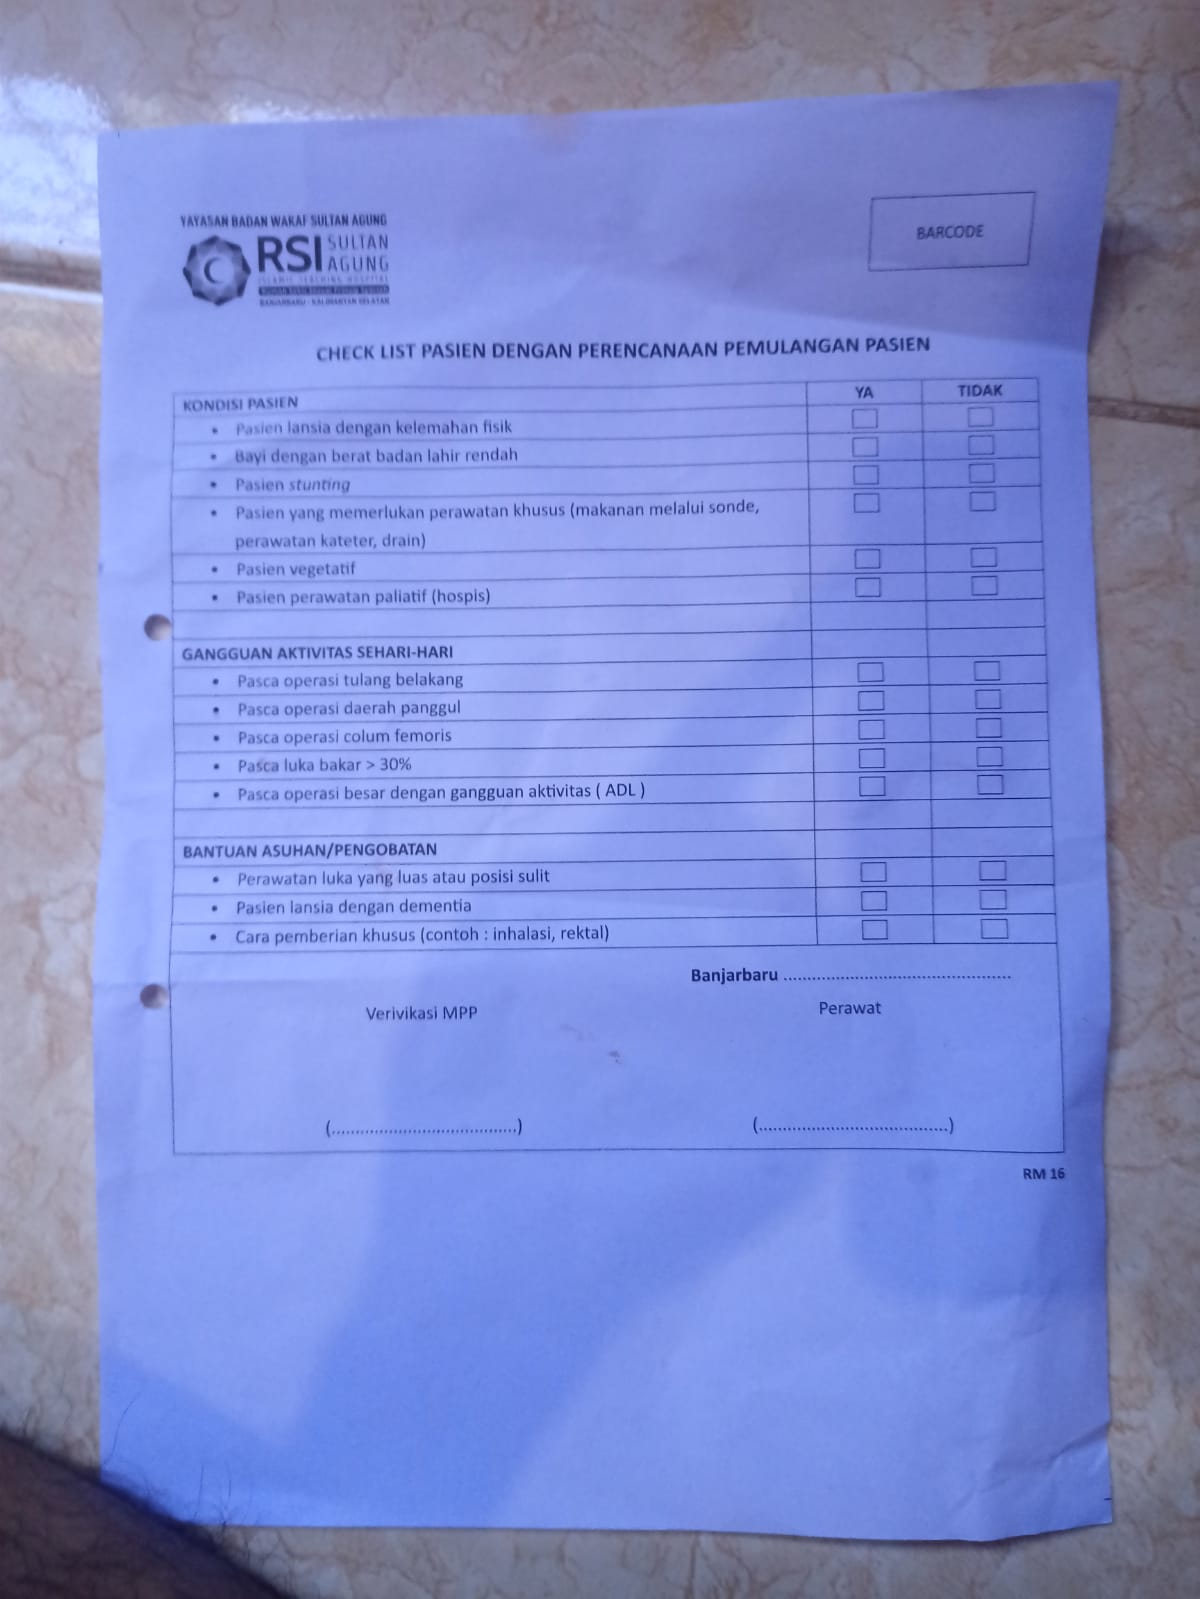 YAYASAN BADAN WAKAF SULTAN AGUNG
RSI SULTAN AGUNG
ISLAMIC TEACHING HOSPITAL
BANJARBARU - KALIMANTAN SELATAN
BARCODE
CHECK LIST PASIEN DENGAN PERENCANAAN PEMULANGAN PASIEN
KONDISI PASIEN YA TIDAK
• Pasien lansia dengan kelemahan fisik
• Bayi dengan berat badan lahir rendah
• Pasien stunting
• Pasien yang memerlukan perawatan khusus (makanan melalui sonde,
perawatan kateter, drain)
• Pasien vegetatif
• Pasien perawatan paliatif (hospis)
GANGGUAN AKTIVITAS SEHARI-HARI
• Pasca operasi tulang belakang
• Pasca operasi daerah panggul
• Pasca operasi colum femoris
• Pasca luka bakar > 30%
• Pasca operasi besar dengan gangguan aktivitas ( ADL )
BANTUAN ASUHAN/PENGOBATAN
• Perawatan luka yang luas atau posisi sulit
• Pasien lansia dengan dementia
• Cara pemberian khusus (contoh : inhalasi, rektal)
Banjarbaru ................................................
Verivikasi MPP Perawat
(.......................................) (........................................)
RM 16